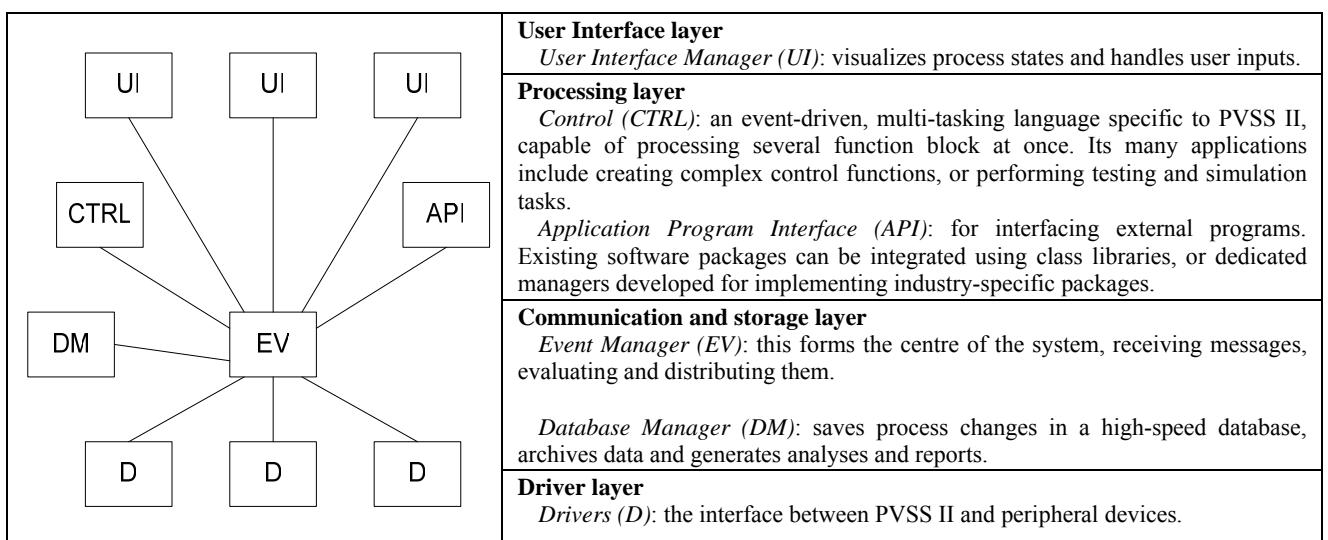 UI UI UI
CTRL API
DM EV
D D D
User Interface layer
User Interface Manager (UI): visualizes process states and handles user inputs.
Processing layer
Control (CTRL): an event-driven, multi-tasking language specific to PVSS II,
capable of processing several function block at once. Its many applications
include creating complex control functions, or performing testing and simulation
tasks.
Application Program Interface (API): for interfacing external programs.
Existing software packages can be integrated using class libraries, or dedicated
managers developed for implementing industry-specific packages.
Communication and storage layer
Event Manager (EV): this forms the centre of the system, receiving messages,
evaluating and distributing them.
Database Manager (DM): saves process changes in a high-speed database,
archives data and generates analyses and reports.
Driver layer
Drivers (D): the interface between PVSS II and peripheral devices.